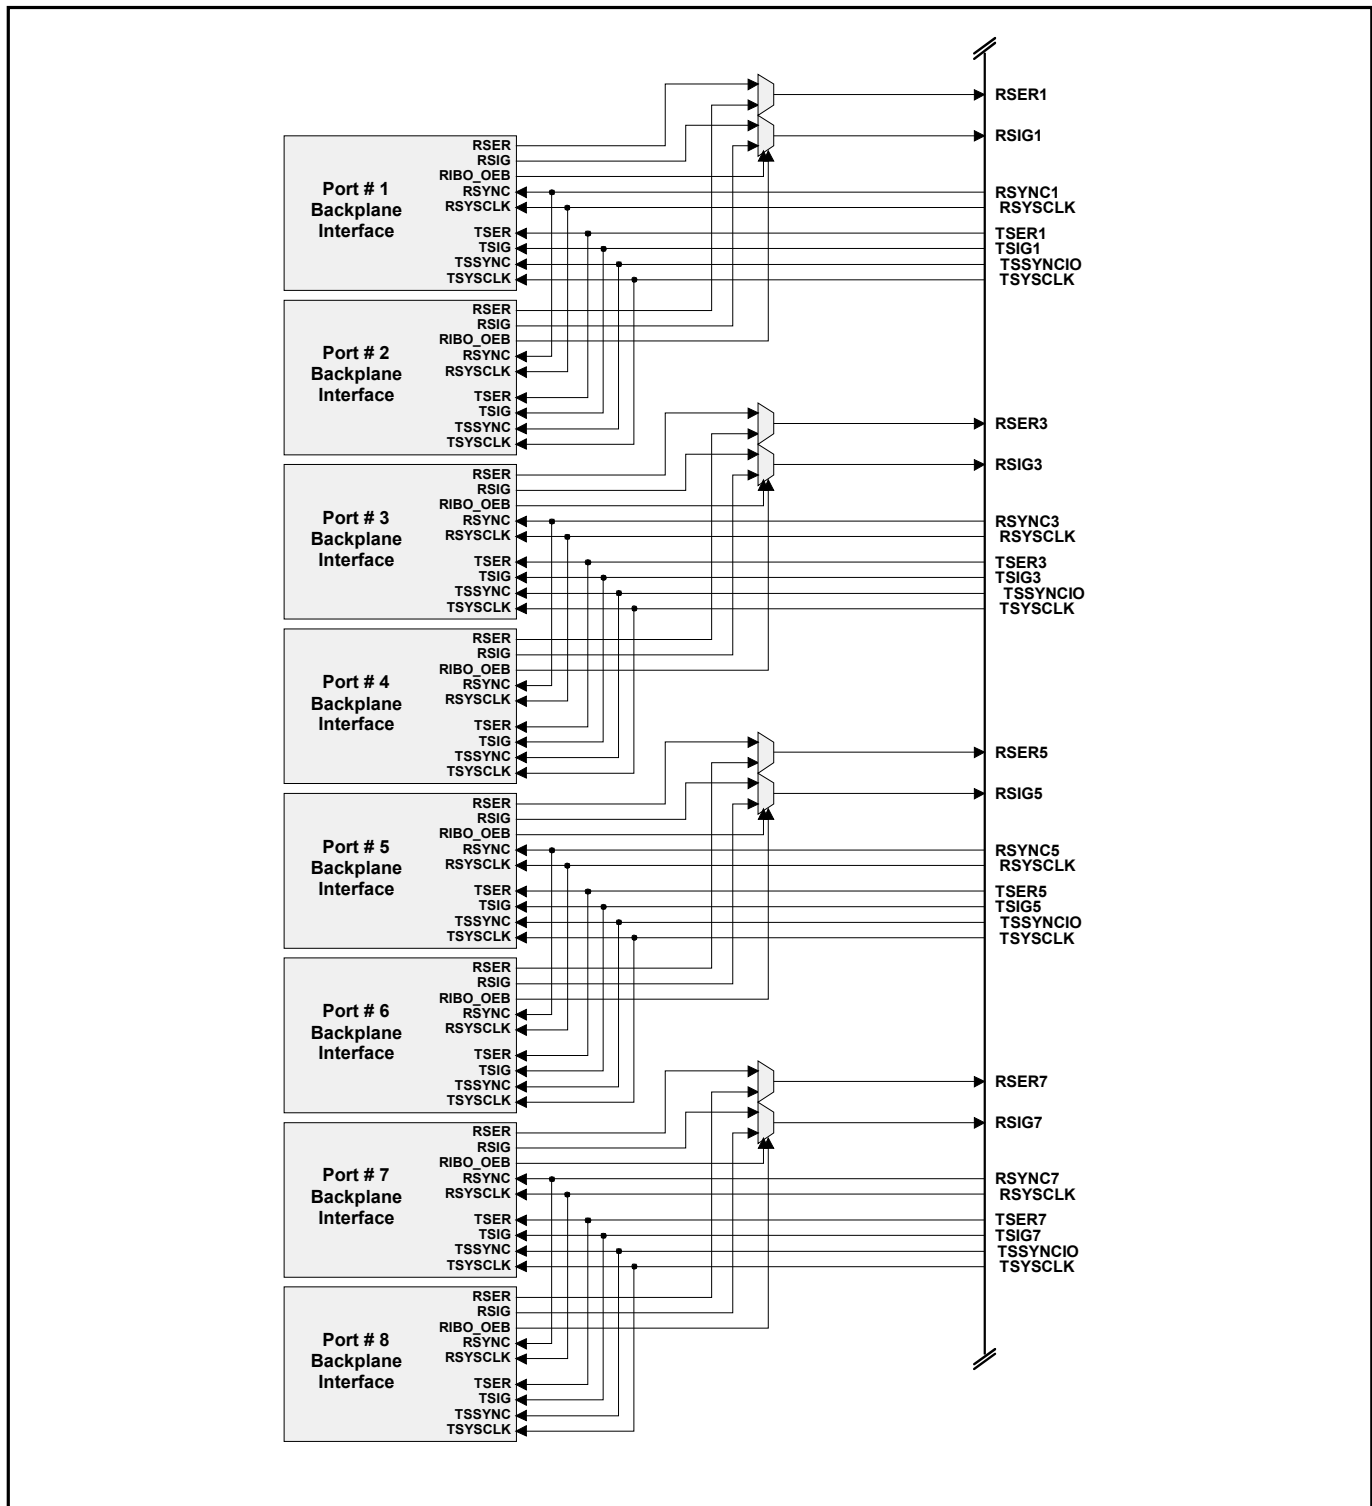 RSER1
RSIG1
RSER
RSIG
RIBO_OEB
RSYNC
RSYSCLK
TSER
TSIG
TSSYNC
TSYSCLK
Port # 1
Backplane
Interface
RSYNC1
RSYSCLK
TSER1
TSIG1
TSSYNCIO
TSYSCLK
RSER
RSIG
RIBO_OEB
RSYNC
RSYSCLK
TSER
TSIG
TSSYNC
TSYSCLK
Port # 2
Backplane
Interface
RSER3
RSIG3
RSER
RSIG
RIBO_OEB
RSYNC
RSYSCLK
TSER
TSIG
TSSYNC
TSYSCLK
Port # 3
Backplane
Interface
RSYNC3
RSYSCLK
TSER3
TSIG3
TSSYNCIO
TSYSCLK
RSER
RSIG
RIBO_OEB
RSYNC
RSYSCLK
TSER
TSIG
TSSYNC
TSYSCLK
Port # 4
Backplane
Interface
RSER5
RSIG5
RSER
RSIG
RIBO_OEB
RSYNC
RSYSCLK
TSER
TSIG
TSSYNC
TSYSCLK
Port # 5
Backplane
Interface
RSYNC5
RSYSCLK
TSER5
TSIG5
TSSYNCIO
TSYSCLK
RSER
RSIG
RIBO_OEB
RSYNC
RSYSCLK
TSER
TSIG
TSSYNC
TSYSCLK
Port # 6
Backplane
Interface
RSER7
RSIG7
RSER
RSIG
RIBO_OEB
RSYNC
RSYSCLK
TSER
TSIG
TSSYNC
TSYSCLK
Port # 7
Backplane
Interface
RSYNC7
RSYSCLK
TSER7
TSIG7
TSSYNCIO
TSYSCLK
RSER
RSIG
RIBO_OEB
RSYNC
RSYSCLK
TSER
TSIG
TSSYNC
TSYSCLK
Port # 8
Backplane
Interface